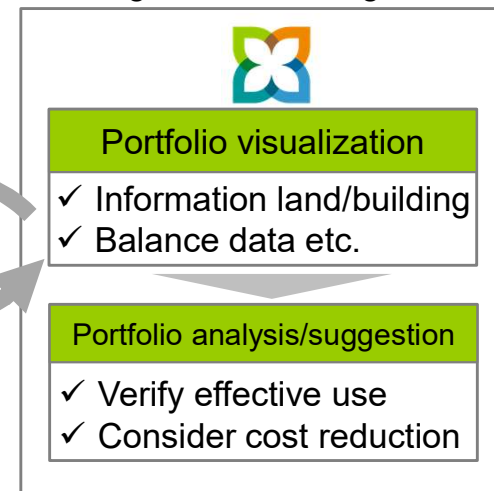 Portfolio visualization
✓ Information land/building
✓ Balance data etc.
Portfolio analysis/suggestion
✓ Verify effective use
✓ Consider cost reduction